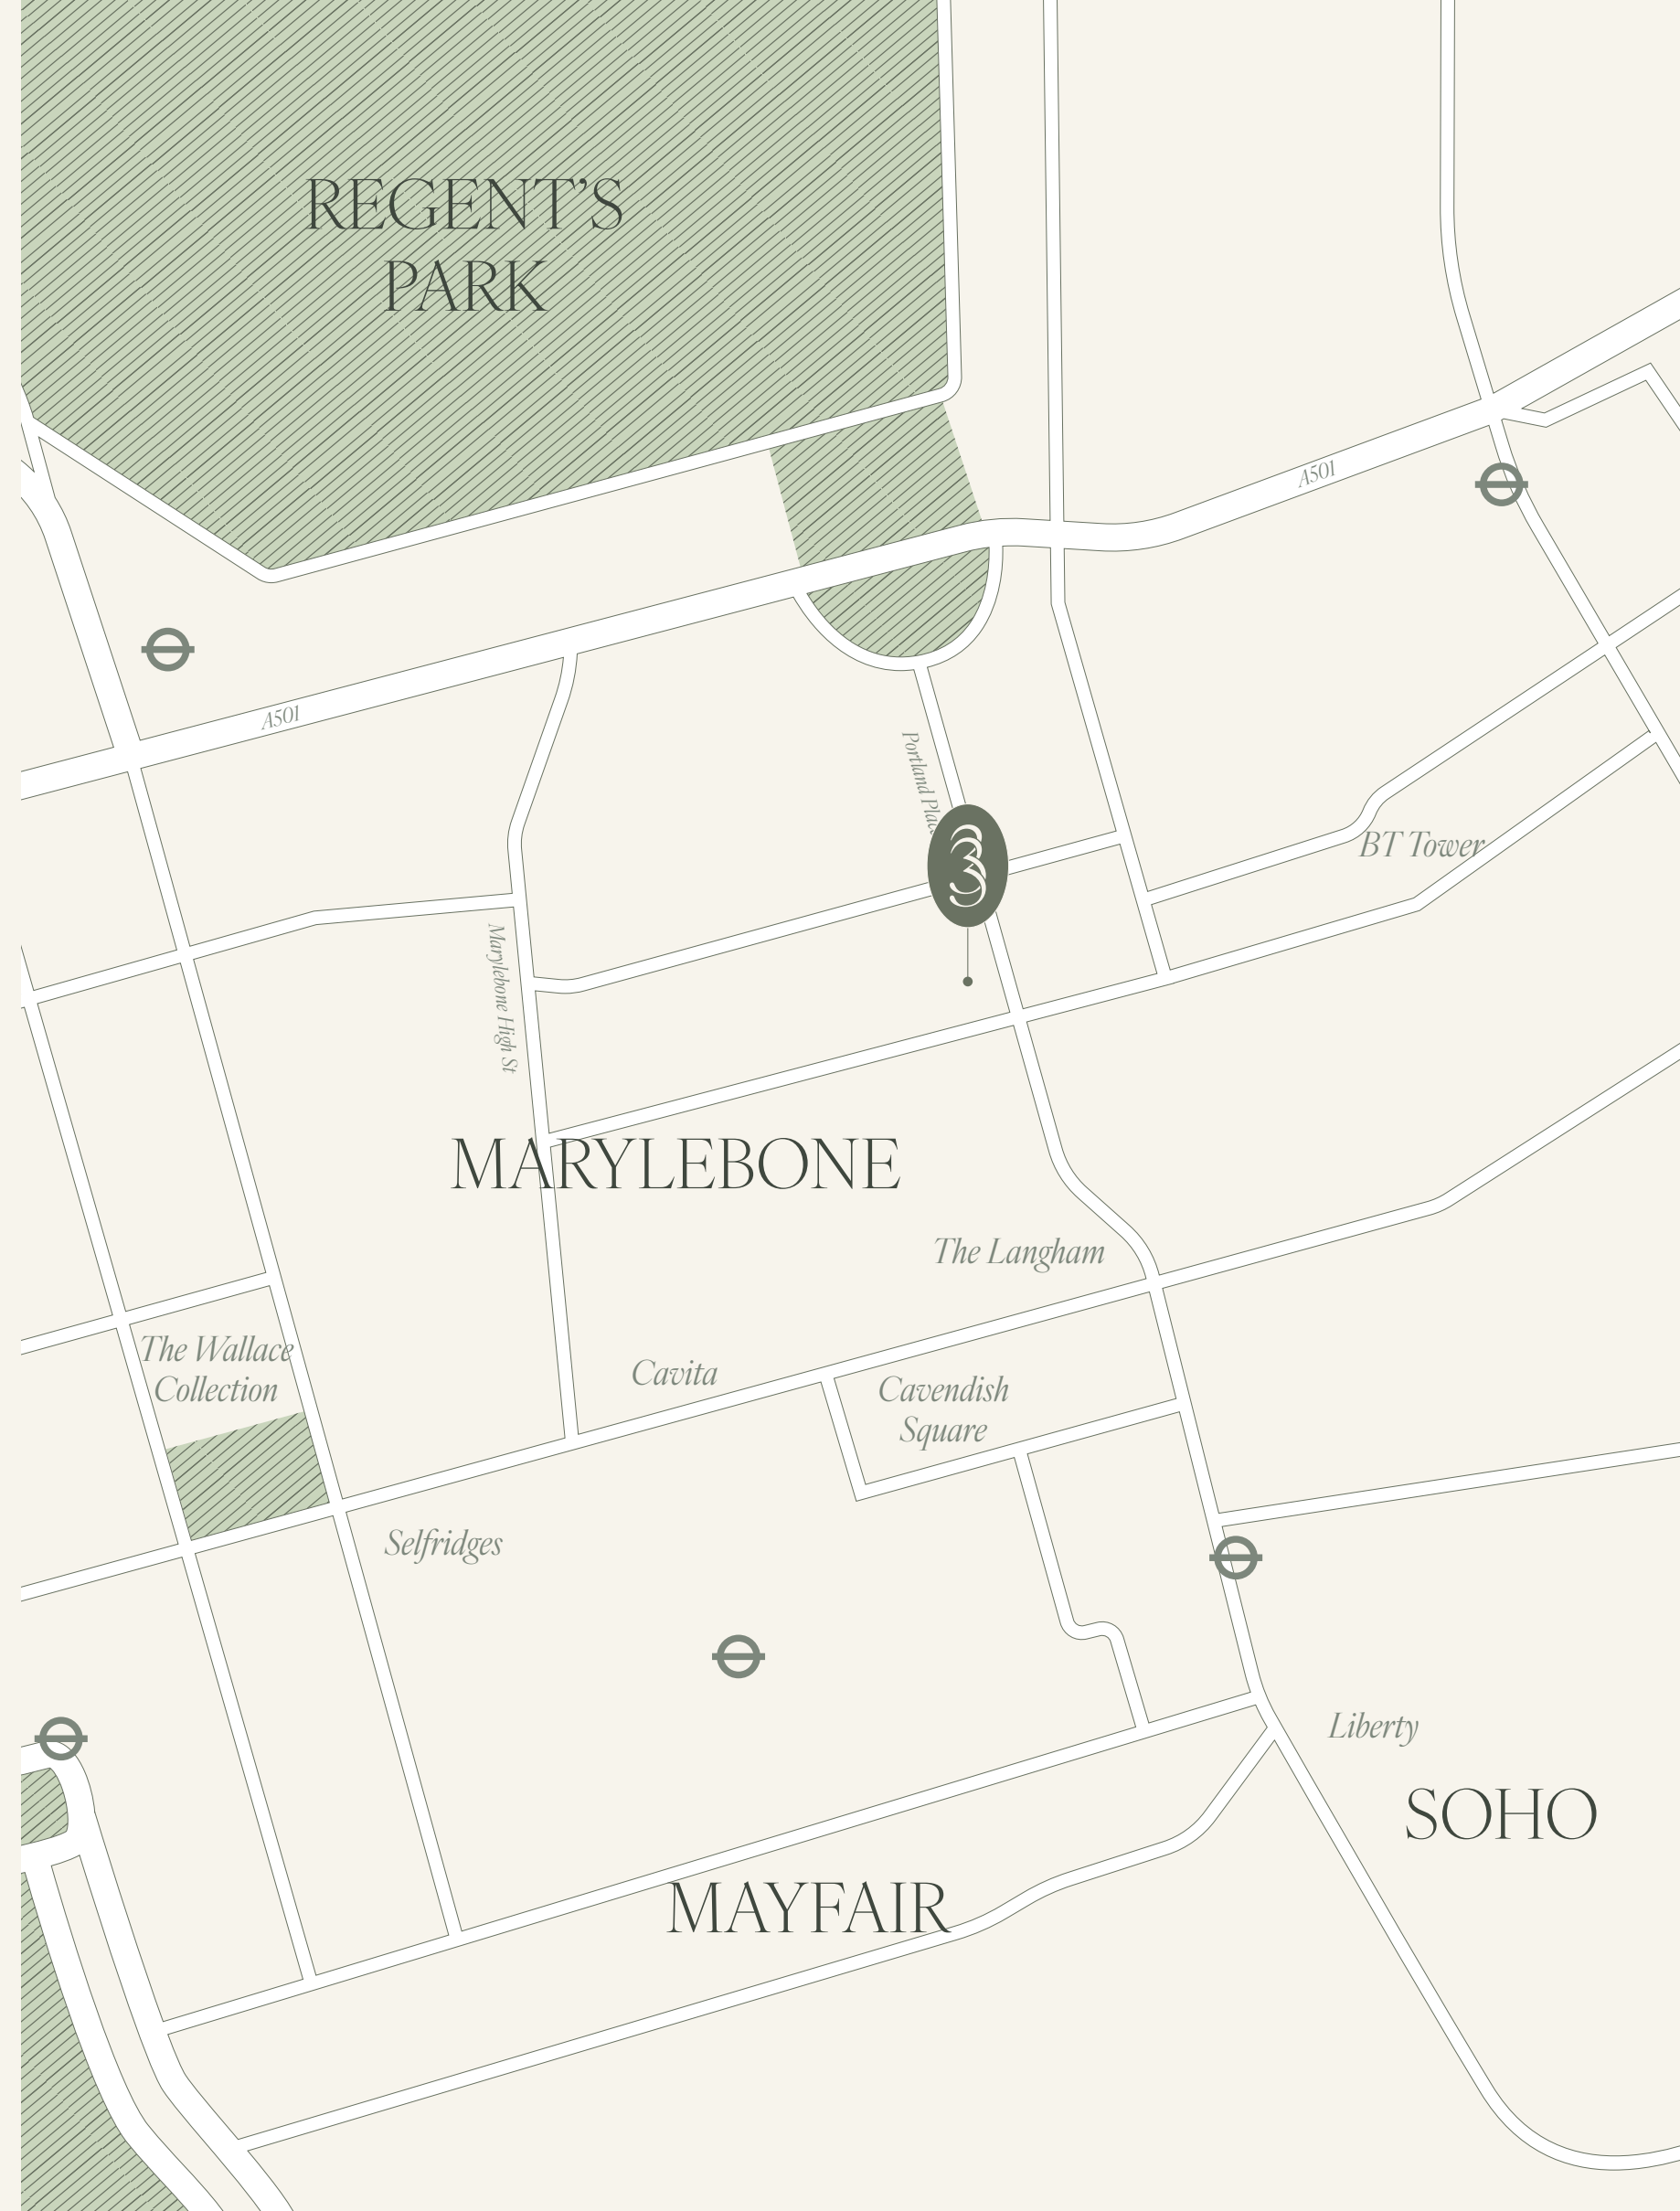 REGENT’S
PARK
A501
A501
Portland Place
33
BT Tower
Marylebone High St
MARYLEBONE
The Langham
The Wallace
Collection
Cavita
Cavendish
Square
Selfridges
Liberty
SOHO
MAYFAIR